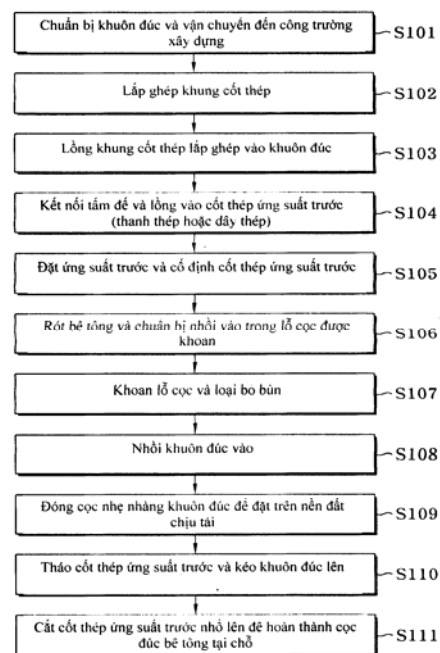 Chuẩn bị khuôn đúc và vận chuyển đến công trường
xây dựng
S101
Lắp ghép khung cốt thép
S102
Lồng khung cốt thép lắp ghép vào khuôn đúc
S103
Kết nối tấm đế và lồng vào cốt thép ứng suất trước
(thanh thép hoặc dây thép)
S104
Đặt ứng suất trước và cố định cốt thép ứng suất trước
S105
Rót bê tông và chuẩn bị nhồi vào trong lỗ cọc được
khoan
S106
Khoan lỗ cọc và loại bo bùn
S107
Nhồi khuôn đúc vào
S108
Đóng cọc nhẹ nhàng khuôn đúc để đặt trên nền đất
chịu tải
S109
Tháo cốt thép ứng suất trước và kéo khuôn đúc lên
S110
Cắt cốt thép ứng suất trước nhổ lên để hoàn thành cọc
đúc bê tông tại chỗ
S111